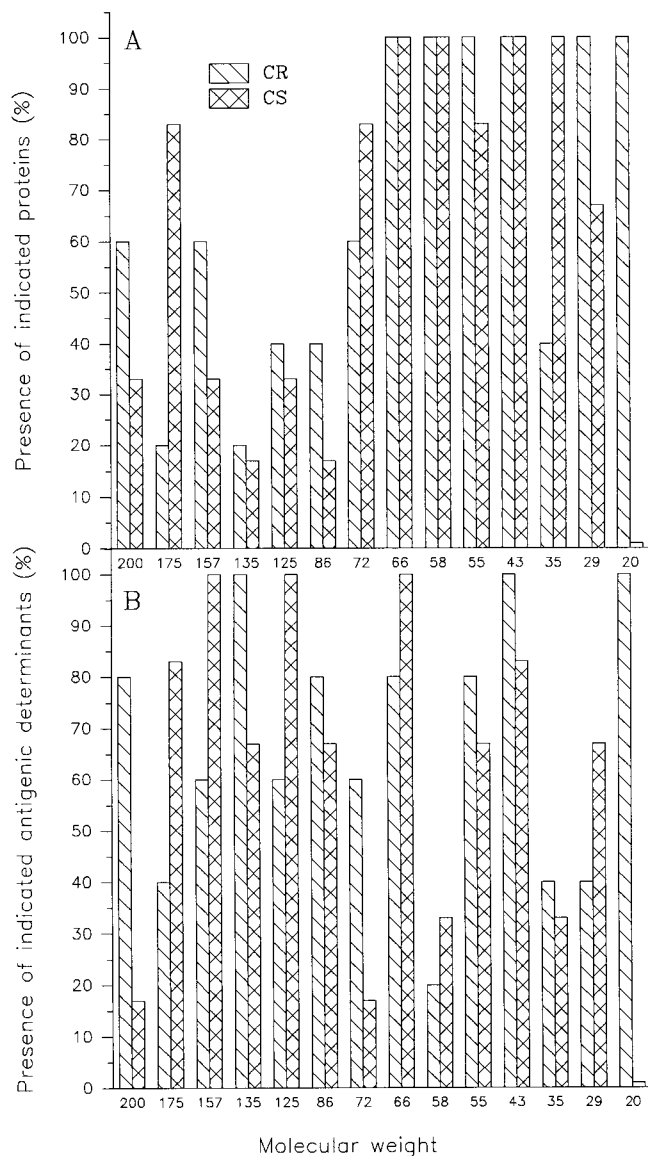 A
CR
CS
Presence of indicated proteins (%)
100
90
80
70
60
50
40
30
20
10
0
200 175 157 135 125 86 72 66 58 55 43 35 29 20
B
Presence of indicated antigenic determinants (%)
100
80
70
60
50
40
30
20
10
0
200 175 157 135 125 86 72 66 58 55 43 35 29 20
Molecular weight